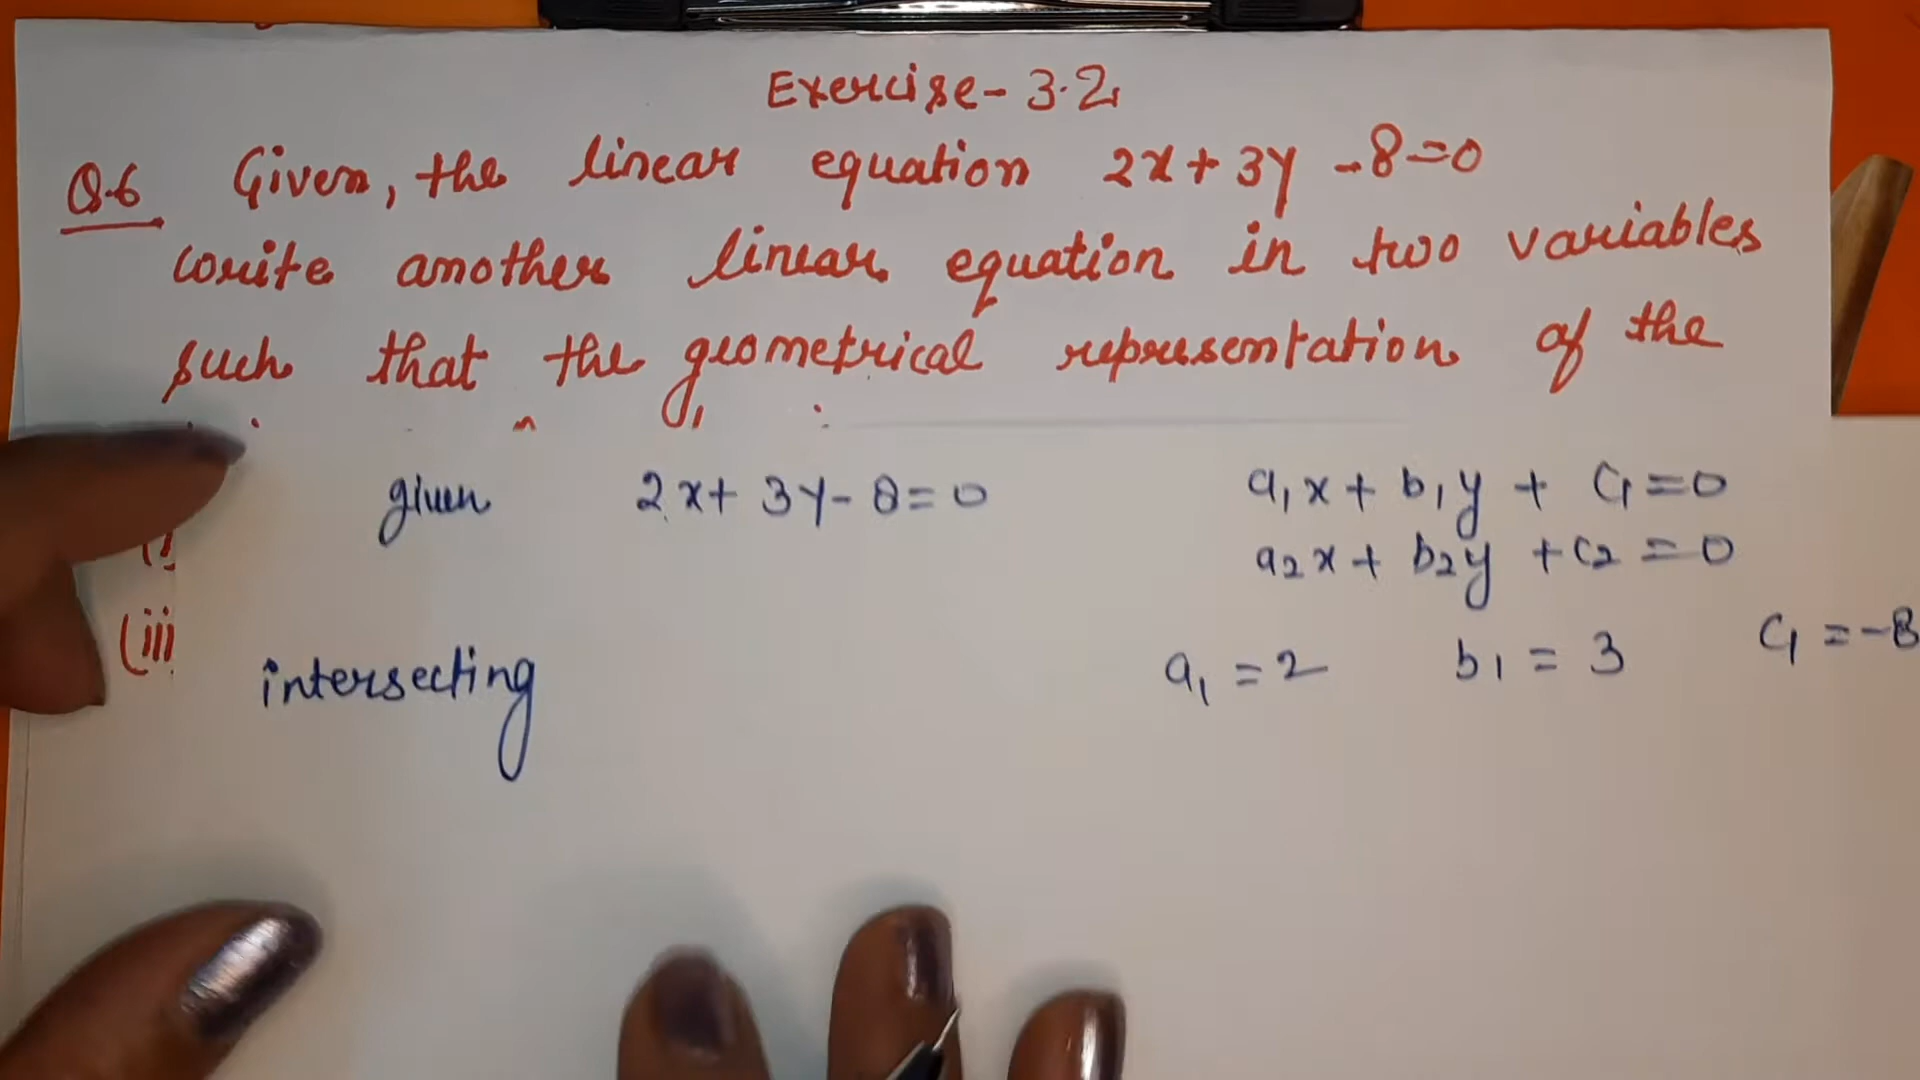 Exercise- 3.2
Q.6 Given, the linear equation 2x+ 3y -8=0
write another linear equation in two variables
such that the geometrical representation of the
given 2x+ 3y- 8=0 a₁x+ b₁y + c₁=0
a₂x+ b₂y +c₂ =0
(iii
intersecting a₁ =2 b₁ = 3 c₁ =-8